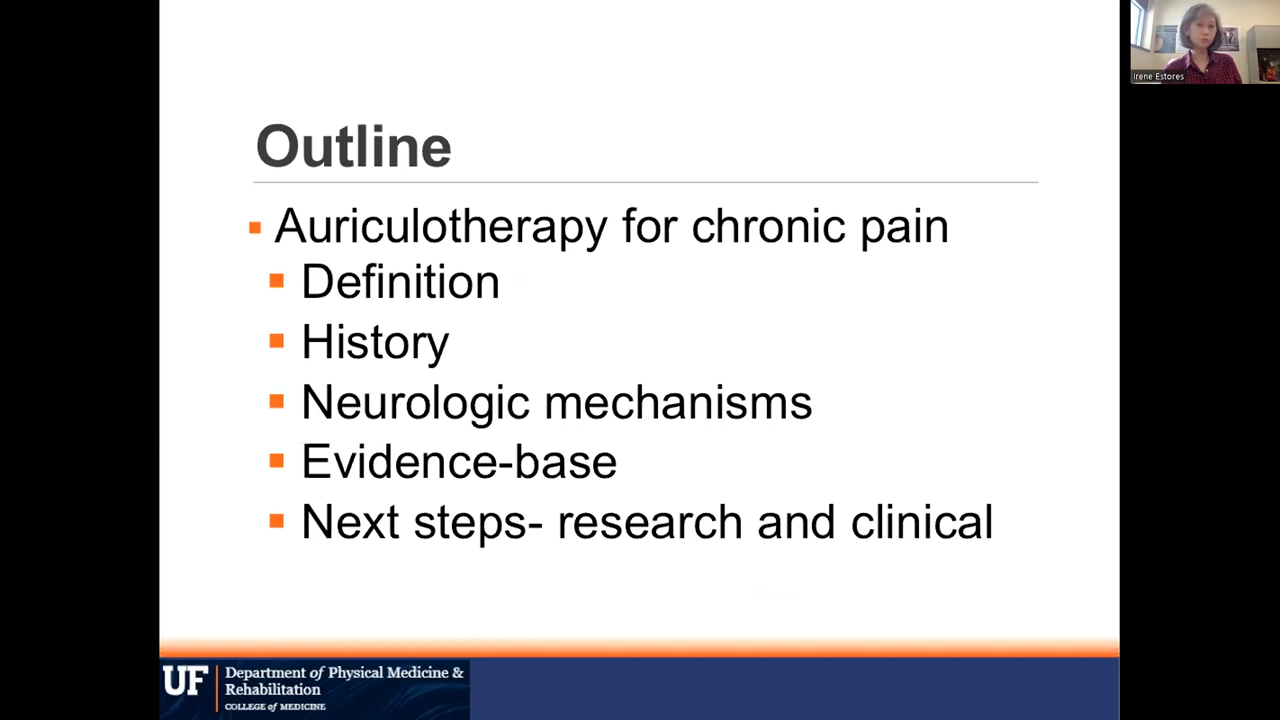 Irene Estores
Outline
Auriculotherapy for chronic pain
Definition
History
Neurologic mechanisms
Evidence-base
Next steps- research and clinical
UF
Department of Physical Medicine &
Rehabilitation
COLLEGE of MEDICINE